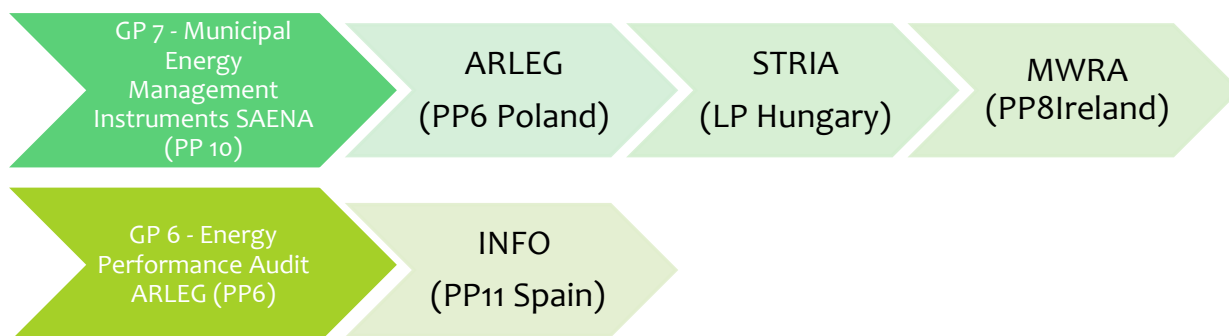 GP 7 - Municipal
Energy
Management
Instruments SAENA
(PP 10)
ARLEG
(PP6 Poland)
STRIA
(LP Hungary)
MWRA
(PP8Ireland)
GP 6 - Energy
Performance Audit
ARLEG (PP6)
INFO
(PP11 Spain)